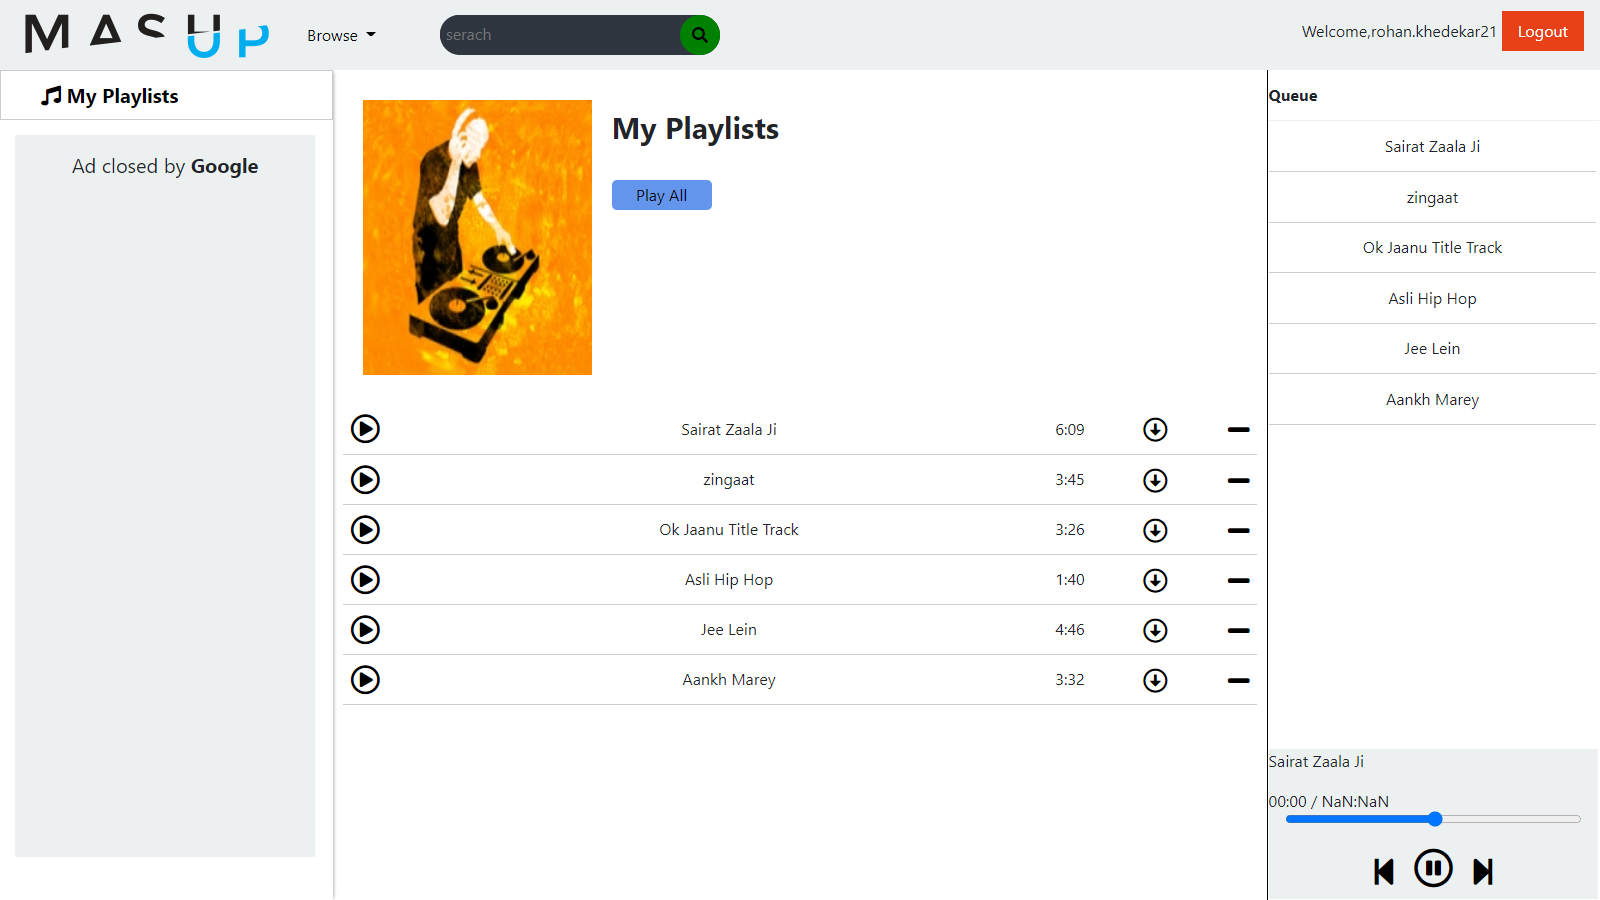 MASUP
Browse
serach
Welcome,rohan.khedekar21
Logout
My Playlists
Ad closed by Google
My Playlists
Play All
Sairat Zaala Ji 6:09
zingaat 3:45
Ok Jaanu Title Track 3:26
Asli Hip Hop 1:40
Jee Lein 4:46
Aankh Marey 3:32
Queue
Sairat Zaala Ji
zingaat
Ok Jaanu Title Track
Asli Hip Hop
Jee Lein
Aankh Marey
Sairat Zaala Ji
00:00 / NaN:NaN